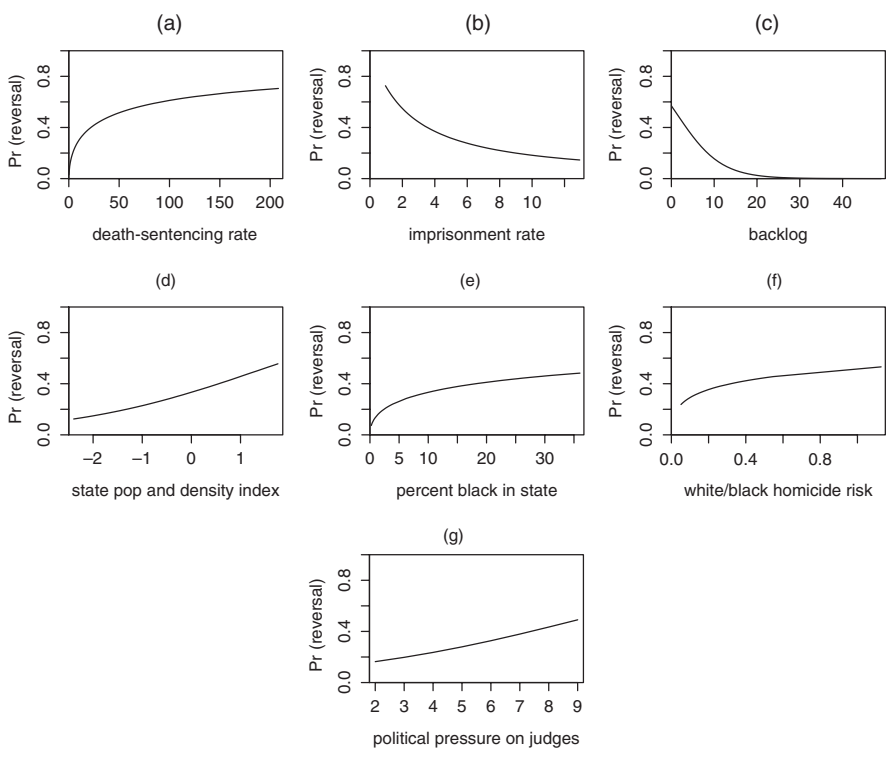 (a) (b) (c)
Pr (reversal) 0.0 0.4 0.8
0 50 100 150 200
death-sentencing rate
Pr (reversal) 0.0 0.4 0.8
0 2 4 6 8 10
imprisonment rate
Pr (reversal) 0.0 0.4 0.8
0 10 20 30 40
backlog
(d) (e) (f)
Pr (reversal) 0.0 0.4 0.8
−2 −1 0 1
state pop and density index
Pr (reversal) 0.0 0.4 0.8
0 5 10 20 30
percent black in state
Pr (reversal) 0.0 0.4 0.8
0.0 0.4 0.8
white/black homicide risk
(g)
Pr (reversal) 0.0 0.4 0.8
2 3 4 5 6 7 8 9
political pressure on judges